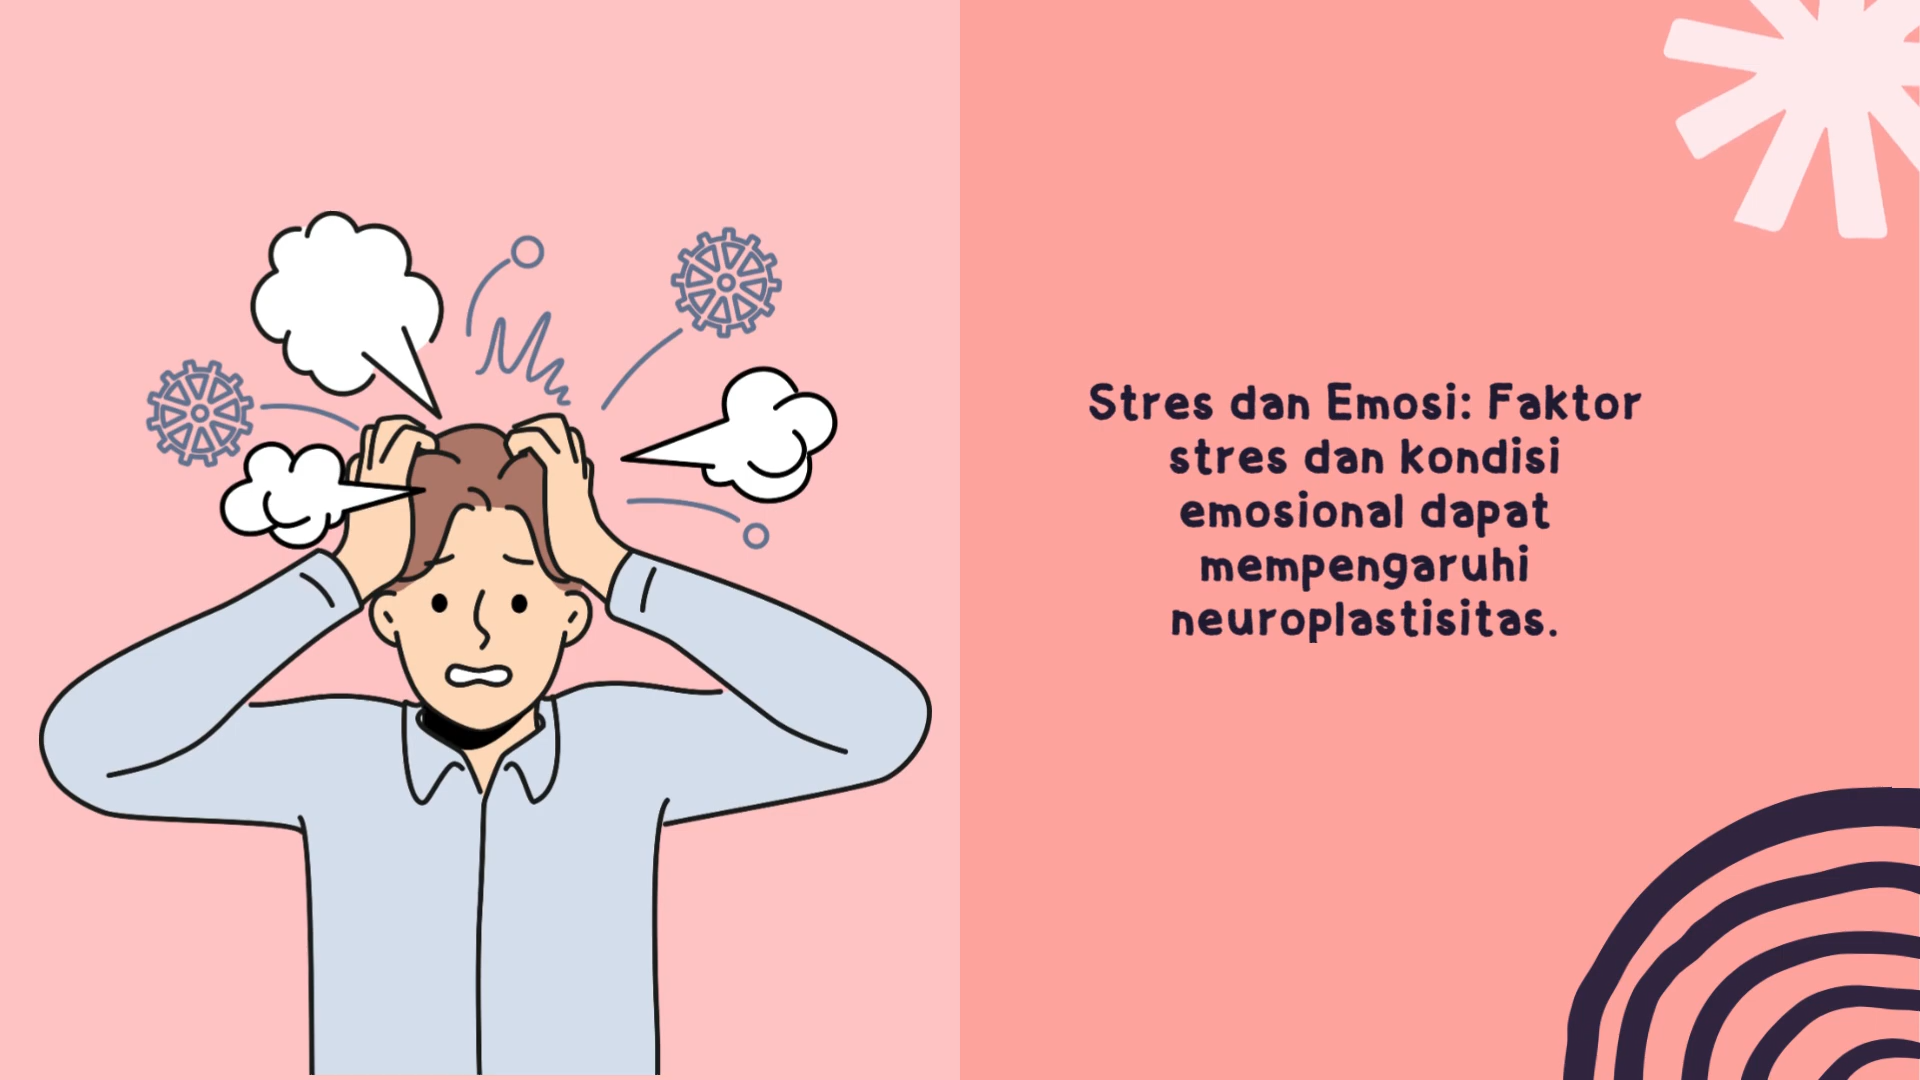 Stres dan Emosi: Faktor
stres dan kondisi
emosional dapat
mempengaruhi
neuroplastisitas.